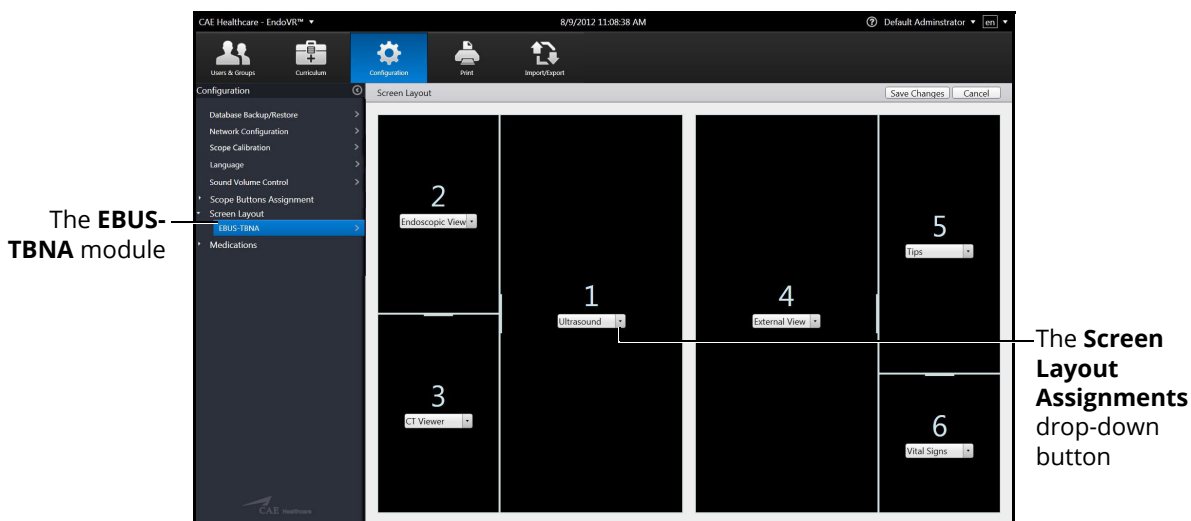 CAE Healthcare - EndoVR™
8/9/2012 11:08:38 AM
? Default Adminstrator en
Users & Groups
Curriculum
Configuration
Print
Import/Export
Configuration
Screen Layout
Save Changes
Cancel
Database Backup/Restore
Network Configuration
Scope Calibration
Language
Sound Volume Control
Scope Buttons Assignment
Screen Layout
EBUS-TBNA
Medications
The EBUS-
TBNA module
2
Endoscopic View
3
CT Viewer
1
Ultrasound
4
External View
5
Tips
6
Vital Signs
The Screen
Layout
Assignments
drop-down
button
CAE Healthcare